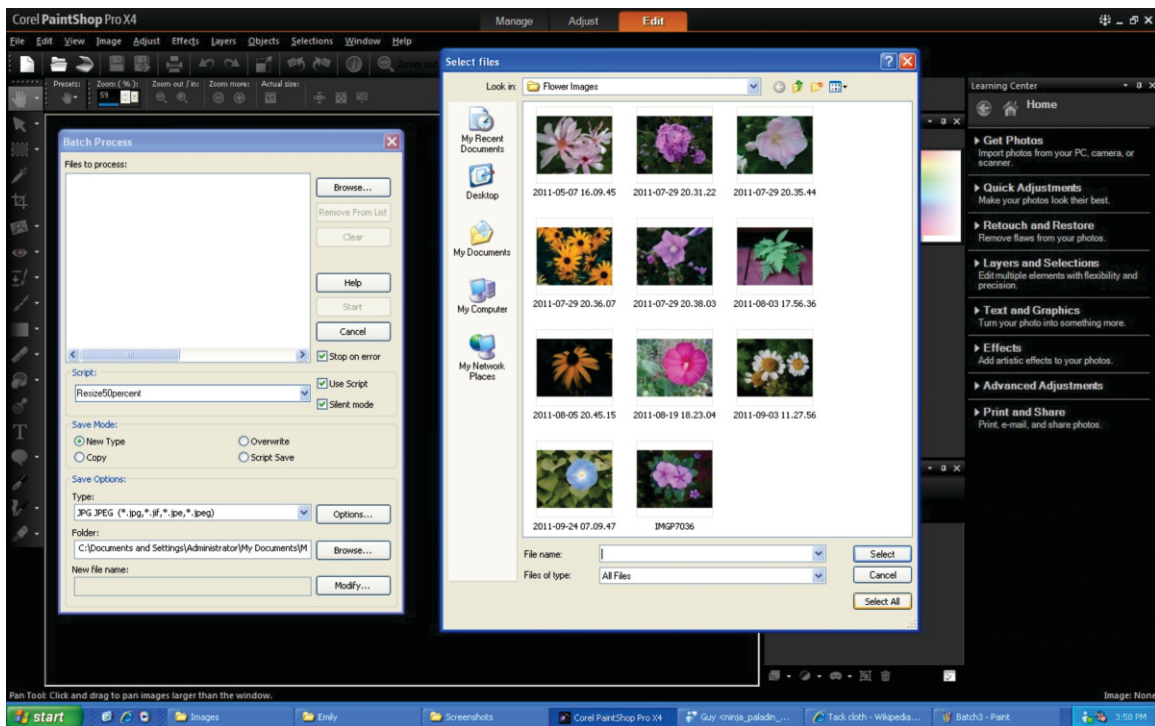 Corel PaintShop Pro X4
Manage Adjust Edit
File Edit View Image Adjust Effects Layers Objects Selections Window Help
Presets: Zoom ( % ): Zoom out / in: Zoom more: Actual size:
59
Batch Process
Files to process:
Browse...
Remove From List
Clear
Help
Start
Cancel
Stop on error
Script:
Resize50percent
Use Script
Silent mode
Save Mode:
New Type Overwrite
Copy Script Save
Save Options:
Type:
JPG JPEG (*.jpg,*.jif,*.jpe,*.jpeg)
Options...
Folder:
C:\Documents and Settings\Administrator\My Documents\M
Browse...
New file name:
Modify...
Select files
Look in: Flower Images
My Recent Documents
Desktop
My Documents
My Computer
My Network Places
2011-05-07 16.09.45 2011-07-29 20.31.22 2011-07-29 20.35.44
2011-07-29 20.36.07 2011-07-29 20.38.03 2011-08-03 17.56.36
2011-08-05 20.45.15 2011-08-19 18.23.04 2011-09-03 11.27.56
2011-09-24 07.09.47 IMGP7036
File name: Select
Files of type: All Files Cancel
Select All
Learning Center
Home
Get Photos
Import photos from your PC, camera, or
scanner.
Quick Adjustments
Make your photos look their best.
Retouch and Restore
Remove flaws from your photos.
Layers and Selections
Edit multiple elements with flexibility and
precision.
Text and Graphics
Turn your photo into something more.
Effects
Add artistic effects to your photos.
Advanced Adjustments
Print and Share
Print, e-mail, and share photos.
Pan Tool: Click and drag to pan images larger than the window.
Image: None
start Images Emily Screenshots Corel PaintShop Pro X4 Guy <ninja_paladin_... Tack cloth - Wikipedia... Batch3 - Paint 3:58 PM